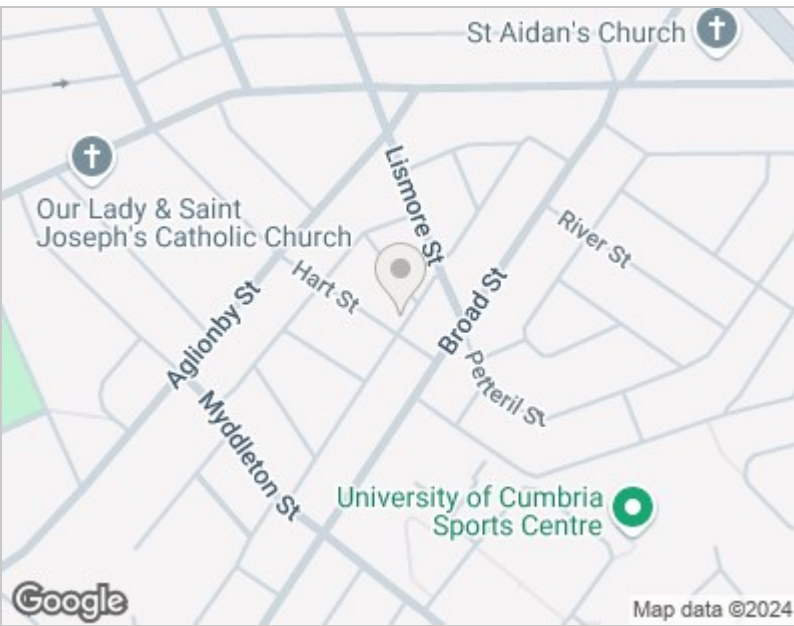 St Aidan's Church
Our Lady & Saint
Joseph's Catholic Church
Lismore St
River St
Hart St
Aglionby St
Broad St
Petteril St
Myddleton St
University of Cumbria
Sports Centre
Google
Map data ©2024